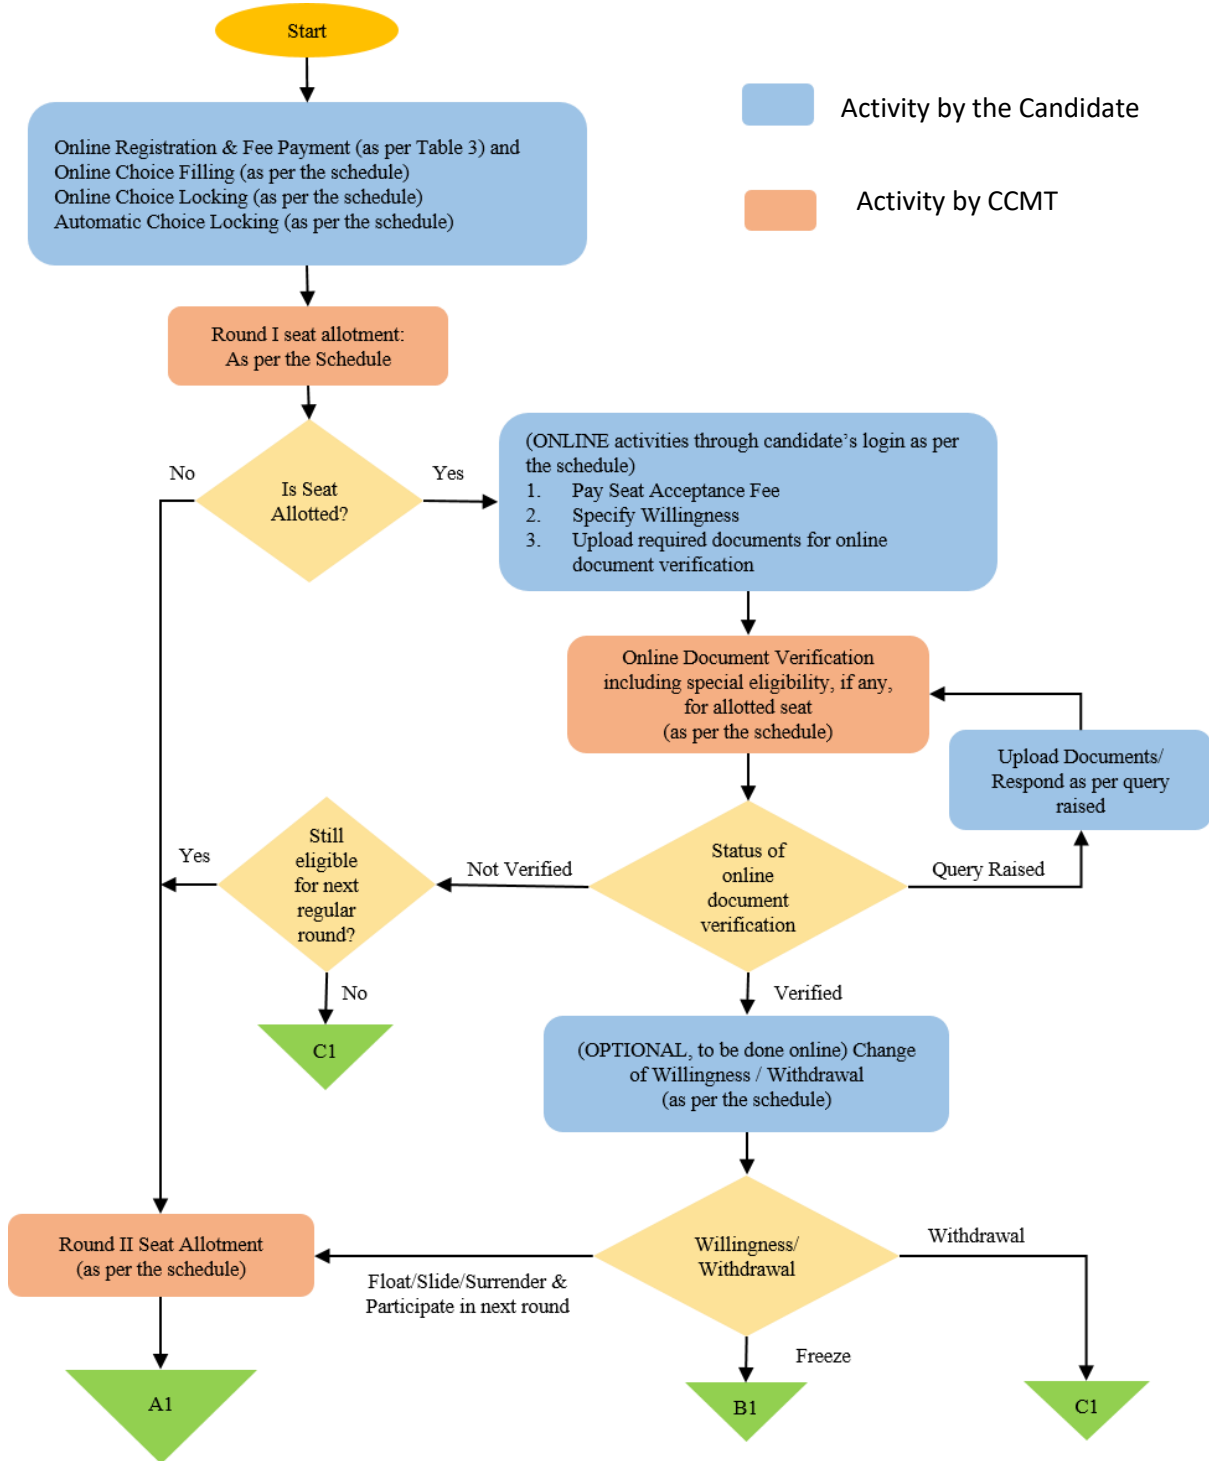 Start
Activity by the Candidate
Online Registration & Fee Payment (as per Table 3) and
Online Choice Filling (as per the schedule)
Online Choice Locking (as per the schedule)
Automatic Choice Locking (as per the schedule)
Activity by CCMT
Round I seat allotment:
As per the Schedule
No
Is Seat
Allotted?
Yes
(ONLINE activities through candidate’s login as per
the schedule)
1. Pay Seat Acceptance Fee
2. Specify Willingness
3. Upload required documents for online
document verification
Online Document Verification
including special eligibility, if any,
for allotted seat
(as per the schedule)
Upload Documents/
Respond as per query
raised
Yes
Still
eligible
for next
regular
round?
Not Verified
Status of
online
document
verification
Query Raised
No
Verified
C1
(OPTIONAL, to be done online) Change
of Willingness / Withdrawal
(as per the schedule)
Round II Seat Allotment
(as per the schedule)
Float/Slide/Surrender &
Participate in next round
Willingness/
Withdrawal
Withdrawal
Freeze
A1
B1
C1